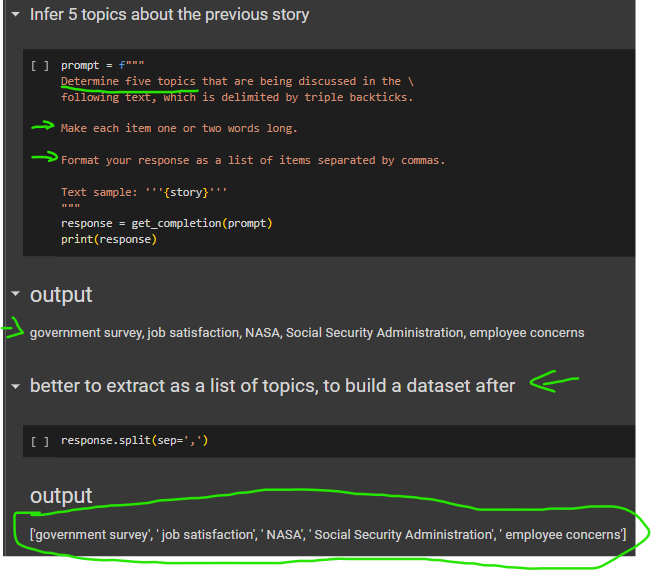 Infer 5 topics about the previous story
[ ] prompt = f"""
Determine five topics that are being discussed in the \
following text, which is delimited by triple backticks.
Make each item one or two words long.
Format your response as a list of items separated by commas.
Text sample: '''{story}'''
"""
response = get_completion(prompt)
print(response)
output
government survey, job satisfaction, NASA, Social Security Administration, employee concerns
better to extract as a list of topics, to build a dataset after
[ ] response.split(sep=',')
output
['government survey', ' job satisfaction', ' NASA', ' Social Security Administration', ' employee concerns']